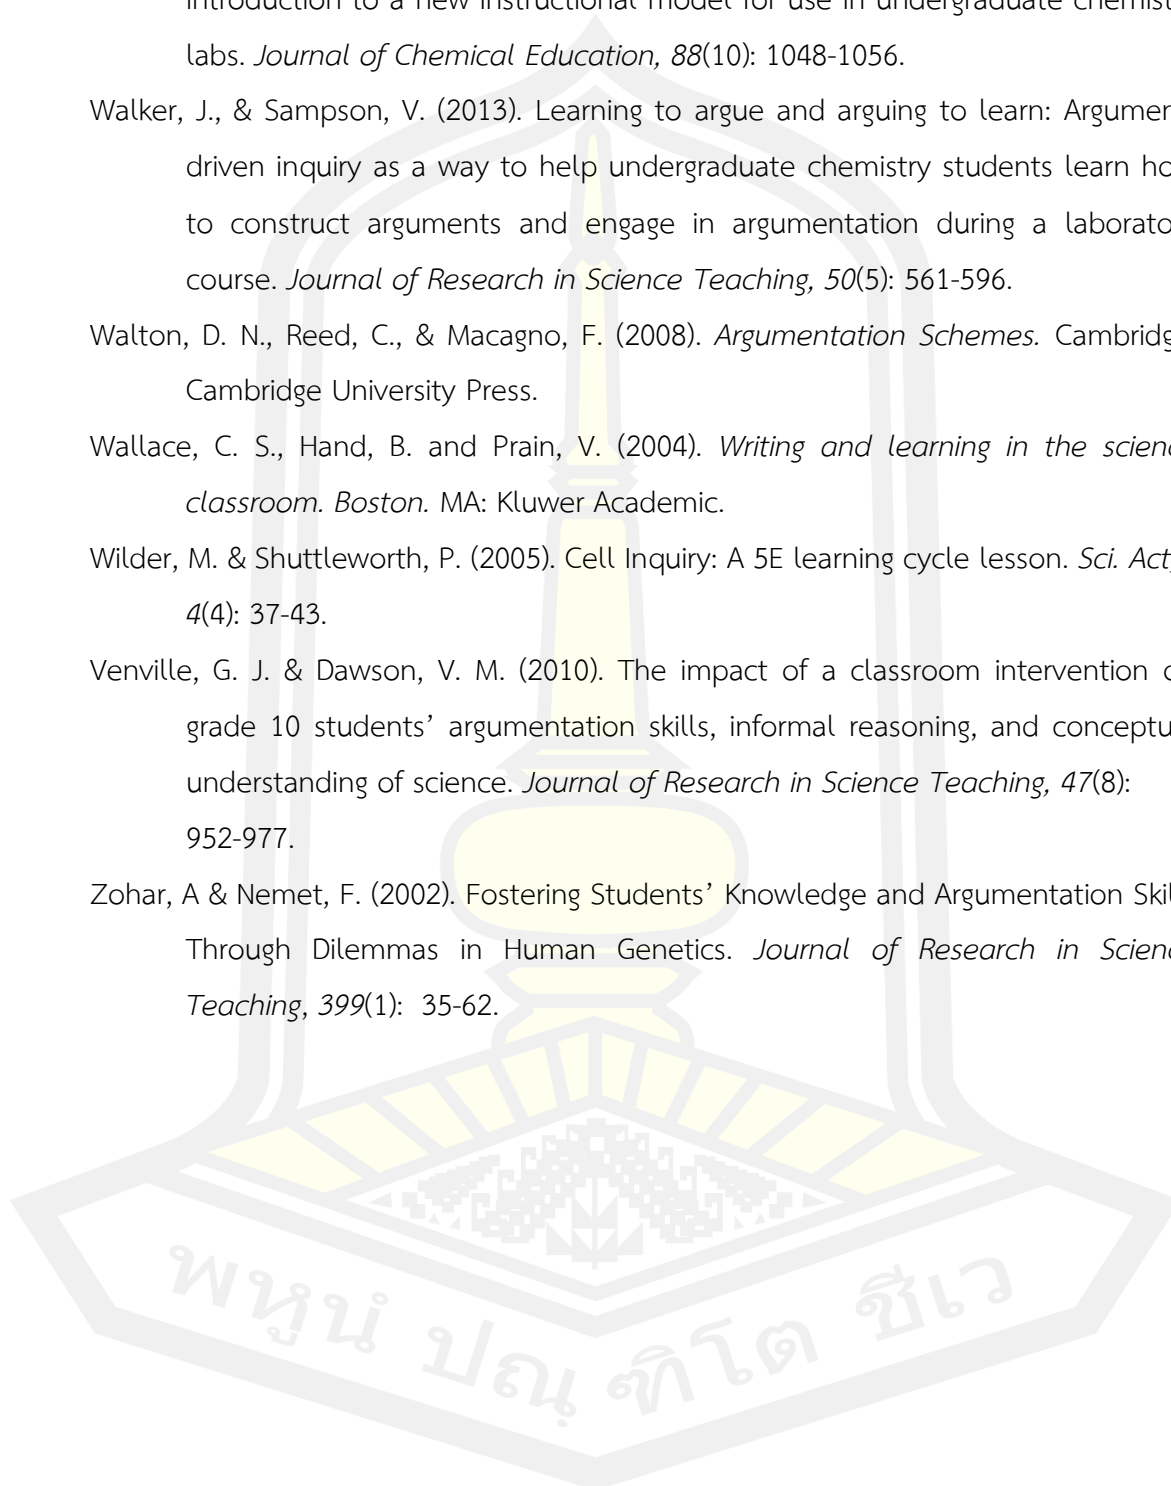 introduction to a new instructional model for use in undergraduate chemist
labs. Journal of Chemical Education, 88(10): 1048-1056.
Walker, J., & Sampson, V. (2013). Learning to argue and arguing to learn: Argumen
driven inquiry as a way to help undergraduate chemistry students learn ho
to construct arguments and engage in argumentation during a laborato
course. Journal of Research in Science Teaching, 50(5): 561-596.
Walton, D. N., Reed, C., & Macagno, F. (2008). Argumentation Schemes. Cambridg
Cambridge University Press.
Wallace, C. S., Hand, B. and Prain, V. (2004). Writing and learning in the scienc
classroom. Boston. MA: Kluwer Academic.
Wilder, M. & Shuttleworth, P. (2005). Cell Inquiry: A 5E learning cycle lesson. Sci. Act,
4(4): 37-43.
Venville, G. J. & Dawson, V. M. (2010). The impact of a classroom intervention o
grade 10 students’ argumentation skills, informal reasoning, and conceptu
understanding of science. Journal of Research in Science Teaching, 47(8):
952-977.
Zohar, A & Nemet, F. (2002). Fostering Students’ Knowledge and Argumentation Skil
Through Dilemmas in Human Genetics. Journal of Research in Scienc
Teaching, 399(1): 35-62.
พหูนํ ปณฺฑิโต ชีเว